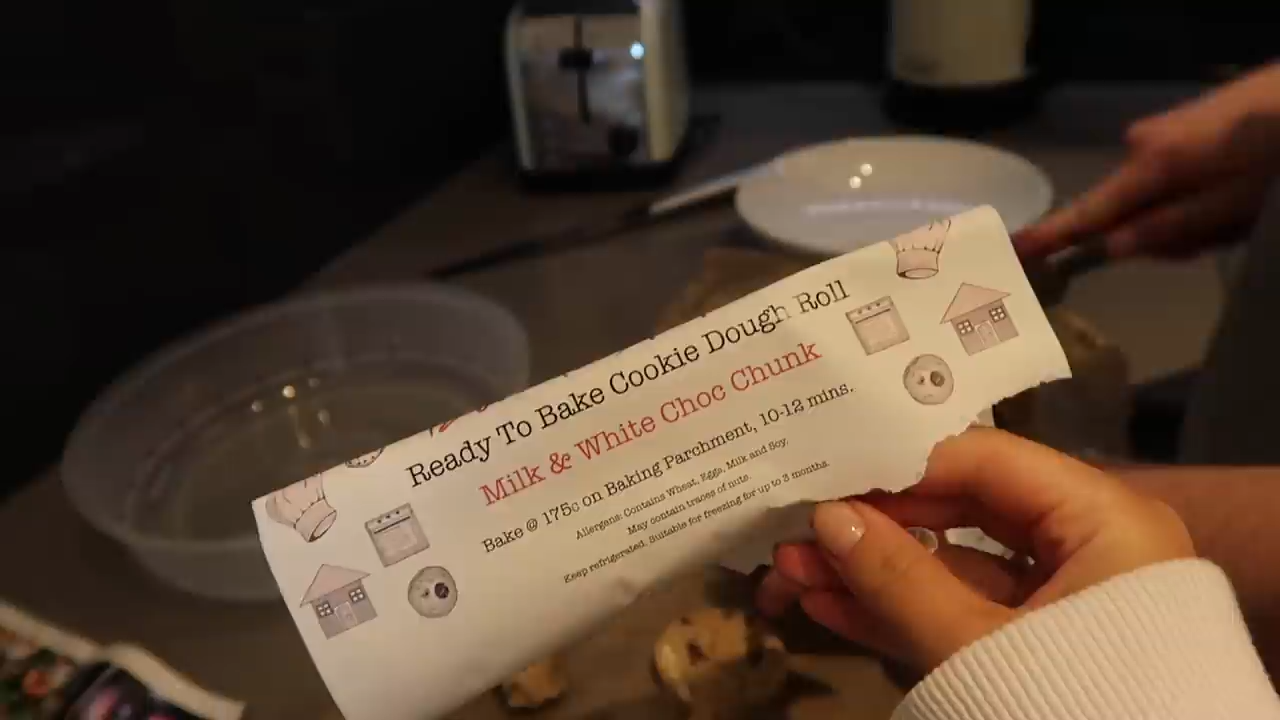 Ready To Bake Cookie Dough Roll
Milk & White Choc Chunk
Bake @ 175c on Baking Parchment, 10-12 mins.
Allergens: Contains Wheat, Eggs, Milk and Soy.
May contain traces of nuts.
Keep refrigerated. Suitable for freezing for up to 3 months.